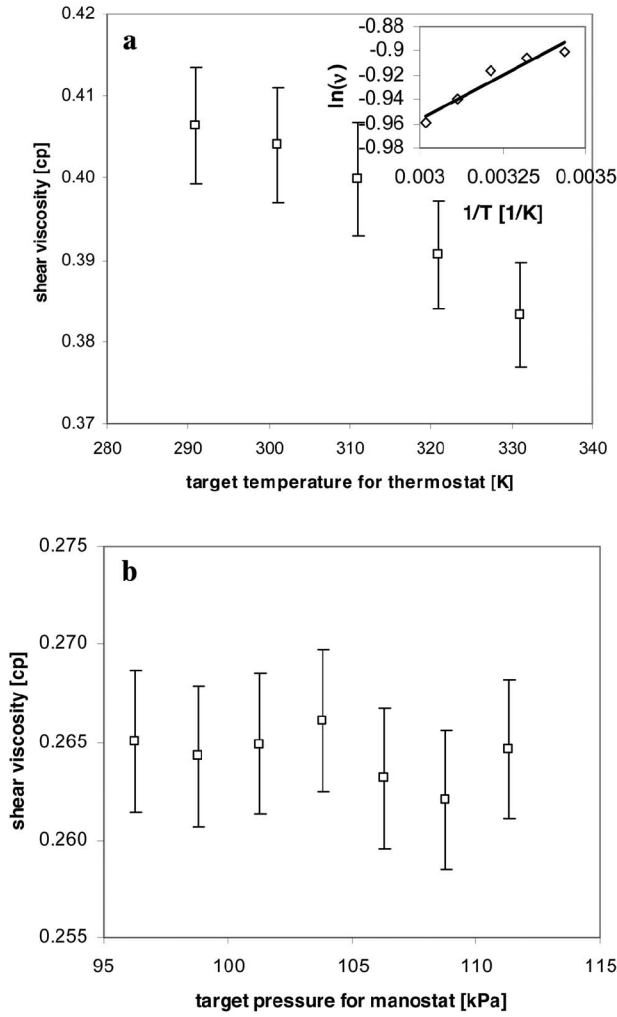 a
0.42
0.41
0.40
0.39
0.38
0.37
shear viscosity [cp]
280 290 300 310 320 330 340
target temperature for thermostat [K]
-0.88
-0.9
-0.92
-0.94
-0.96
-0.98
ln(ν)
0.003 0.00325 0.0035
1/T [1/K]
b
0.275
0.270
0.265
0.260
0.255
shear viscosity [cp]
95 100 105 110 115
target pressure for manostat [kPa]